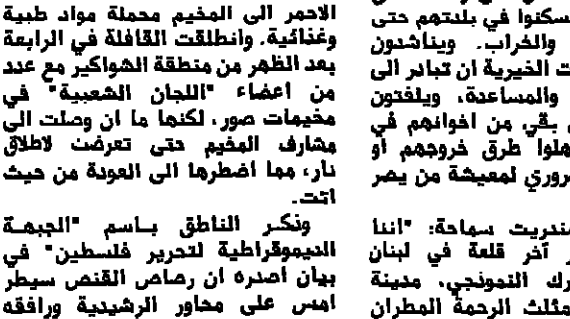 الاحمر الى المخيم محملة مواد طبية
وغذائية. وانطلقت القافلة في الرابعة
بعد الظهر من منطقة الشواكير مع عدد
من اعضاء "اللجان الشعبية" في
مخيمات صور، لكنها ما ان وصلت الى
مشارف المخيم حتى تعرضت لاطلاق
نار، مما اضطرها الى العودة من حيث
اتت.
وذكر الناطق باسم "الجبهة
الديموقراطية لتحرير فلسطين" في
بيان اصدره ان رصاص القنص سيطر
امس على محاور الرشيدية ورافقه
سكنوا في بلدتهم حتى
والخراب. ويناشدون
ت الخيرية ان تبادر الى
والمساعدة، ويلفتون
بقي من اخوانهم في
هلوا طرق خروجهم او
روري لمعيشة من يصر
مندريت سماحة: "اننا
آخر قلعة في لبنان
رك النموذجي، مدينة
مثلث الرحمة المطران